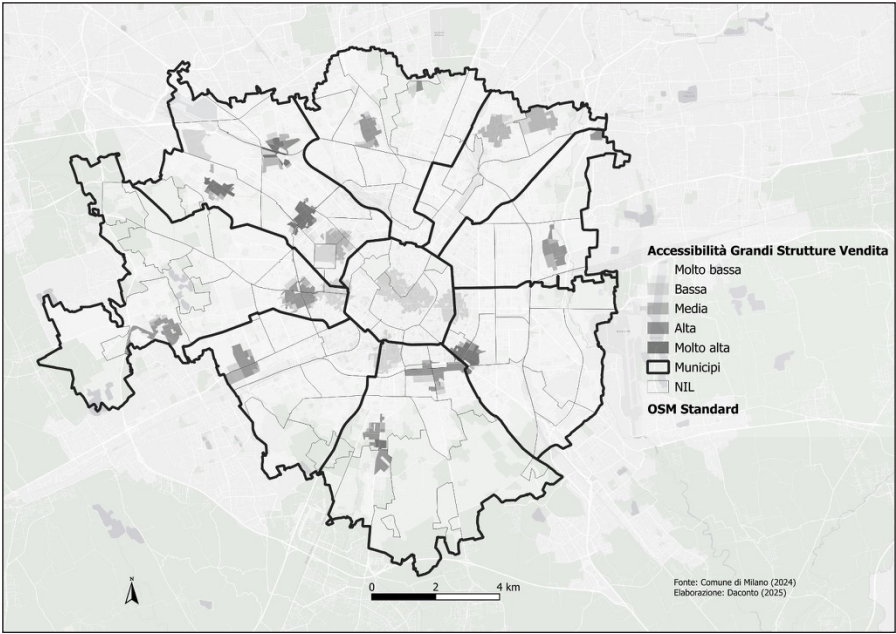 Accessibilità Grandi Strutture Vendita
Molto bassa
Bassa
Media
Alta
Molto alta
Municipi
NIL
OSM Standard
N
0 2 4 km
Fonte: Comune di Milano (2024)
Elaborazione: Daconto (2025)